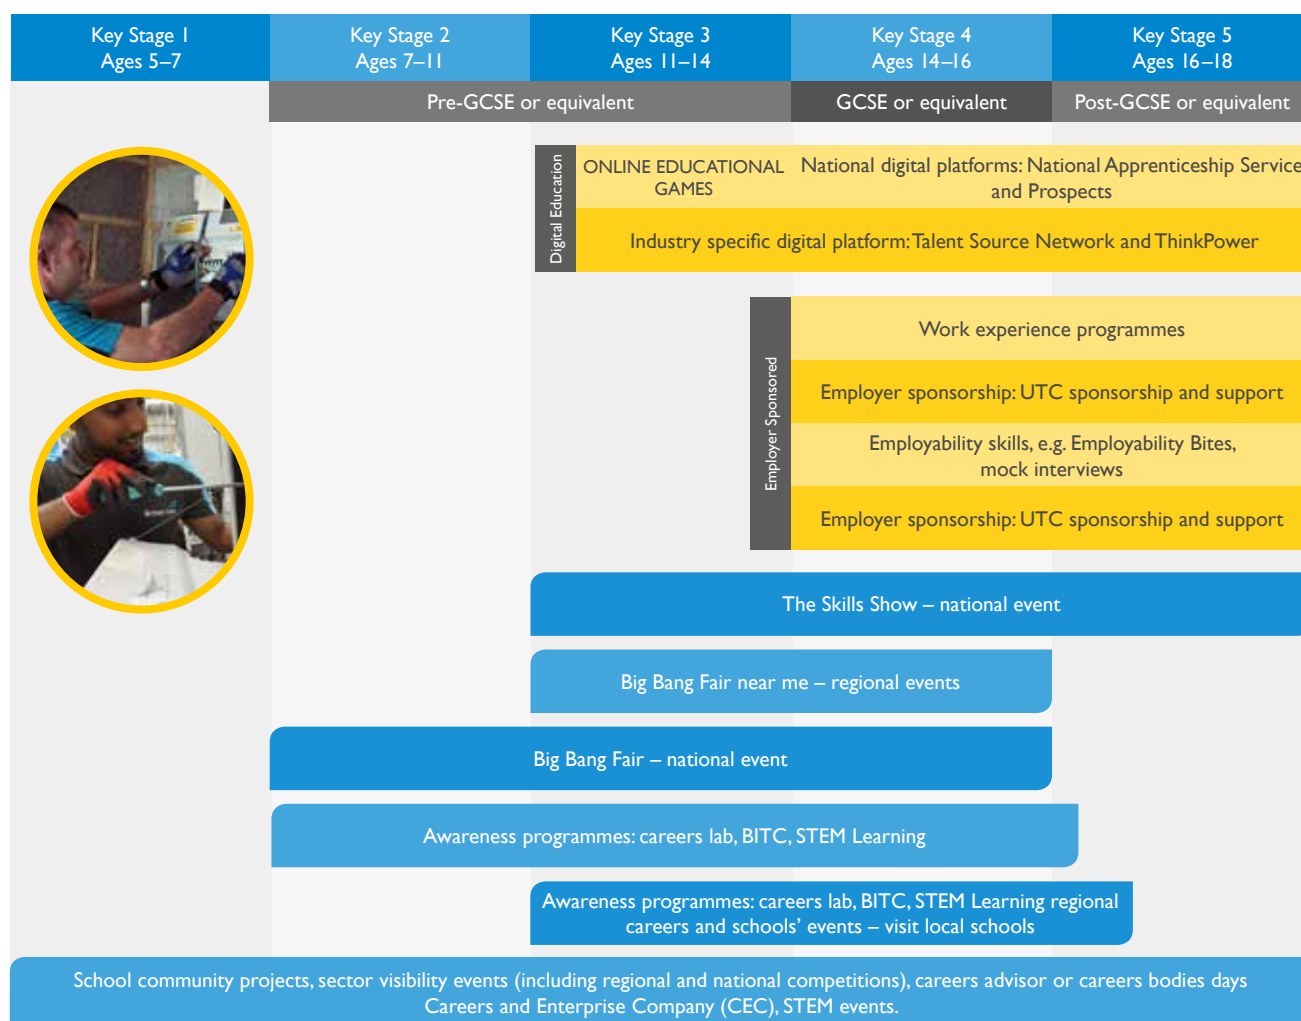 Key Stage 1
Ages 5–7
Key Stage 2
Ages 7–11
Key Stage 3
Ages 11–14
Key Stage 4
Ages 14–16
Key Stage 5
Ages 16–18
Pre-GCSE or equivalent
GCSE or equivalent
Post-GCSE or equivalent
Digital Education
ONLINE EDUCATIONAL
GAMES
National digital platforms: National Apprenticeship Service
and Prospects
Industry specific digital platform: Talent Source Network and ThinkPower
Employer Sponsored
Work experience programmes
Employer sponsorship: UTC sponsorship and support
Employability skills, e.g. Employability Bites,
mock interviews
Employer sponsorship: UTC sponsorship and support
The Skills Show – national event
Big Bang Fair near me – regional events
Big Bang Fair – national event
Awareness programmes: careers lab, BITC, STEM Learning
Awareness programmes: careers lab, BITC, STEM Learning regional
careers and schools’ events – visit local schools
School community projects, sector visibility events (including regional and national competitions), careers advisor or careers bodies days
Careers and Enterprise Company (CEC), STEM events.